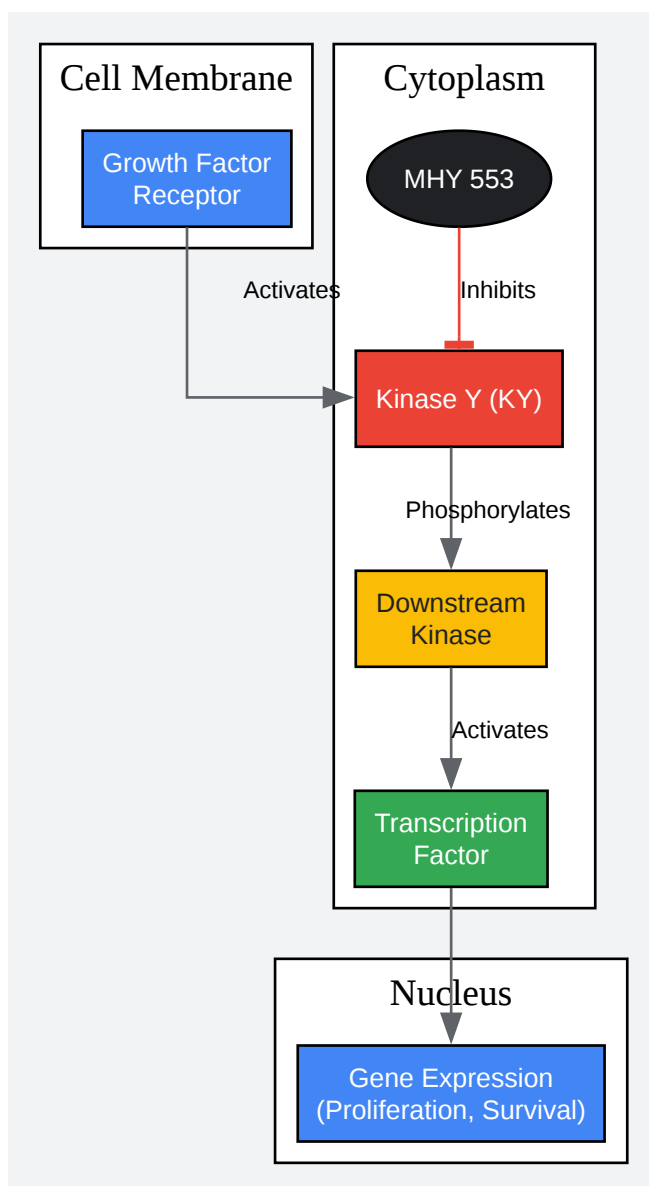 Cell Membrane
Cytoplasm
Growth Factor
Receptor
MHY 553
Activates
Inhibits
Kinase Y (KY)
Phosphorylates
Downstream
Kinase
Activates
Transcription
Factor
Nucleus
Gene Expression
(Proliferation, Survival)